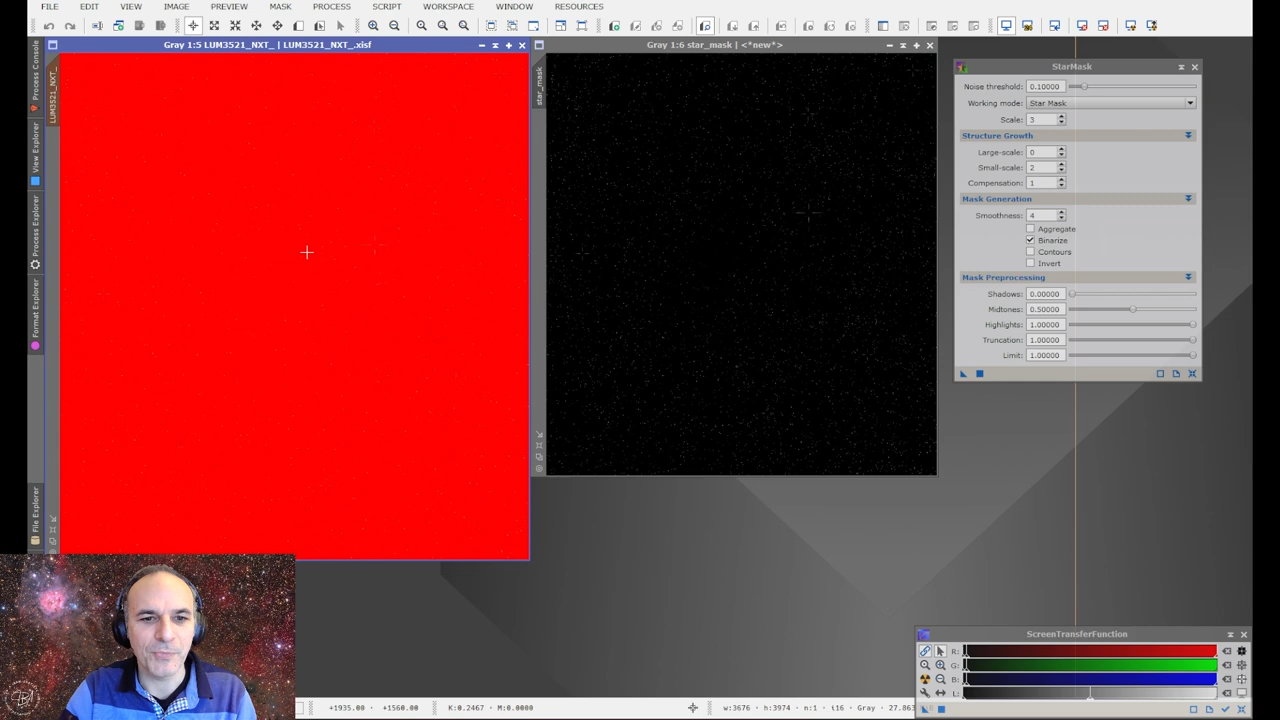 FILE EDIT VIEW IMAGE PREVIEW MASK PROCESS SCRIPT WORKSPACE WINDOW RESOURCES
Gray 1:5 LUM3521_NXT_ | LUM3521_NXT_.xisf
Gray 1:6 star_mask | <*new*>
Process Console
View Explorer
Process Explorer
Format Explorer
File Explorer
LUM3521_NXT_
star_mask
StarMask
Noise threshold: 0.10000
Working mode: Star Mask
Scale: 3
Structure Growth
Large-scale: 0
Small-scale: 2
Compensation: 1
Mask Generation
Smoothness: 4
Aggregate
Binarize
Contours
Invert
Mask Preprocessing
Shadows: 0.00000
Midtones: 0.50000
Highlights: 1.00000
Truncation: 1.00000
Limit: 1.00000
ScreenTransferFunction
R:
G:
B:
L:
+1935.00 · +1560.00 K:0.2467 · M:0.0000
w:3676 · h:3974 · n:1 · i16 · Gray · 27.863